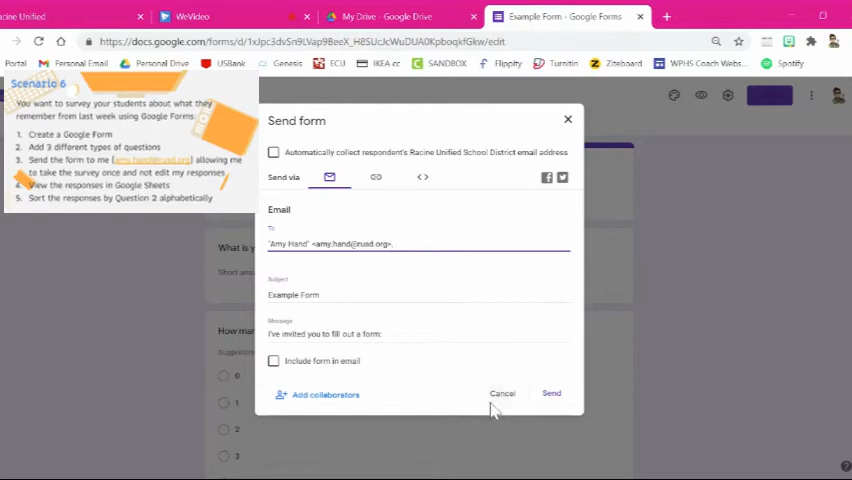 acine Unified
WeVideo
My Drive - Google Drive
Example Form - Google Forms
https://docs.google.com/forms/d/1xJpc3dvSn9LVap9BeeX_H8SUcJcWuDUA0KpboqkfGkw/edit
Portal
Personal Email
Personal Drive
USBank
Genesis
ECU
IKEA cc
SANDBOX
Flippity
Turnitin
Ziteboard
WPHS Coach Webs...
Spotify
Scenario 6
You want to survey your students about what they
remember from last week using Google Forms:
1. Create a Google Form
2. Add 3 different types of questions
3. Send the form to me [amy.hand@rusd.org] allowing me
to take the survey once and not edit my responses
4. View the responses in Google Sheets
5. Sort the responses by Question 2 alphabetically
Send form
Automatically collect respondent's Racine Unified School District email address
Send via
Email
To
"Amy Hand" <amy.hand@rusd.org>,
Subject
Example Form
Message
I've invited you to fill out a form:
Include form in email
Add collaborators
Cancel
Send
What is y
Short answ
How mar
Suggestion
0
1
2
3